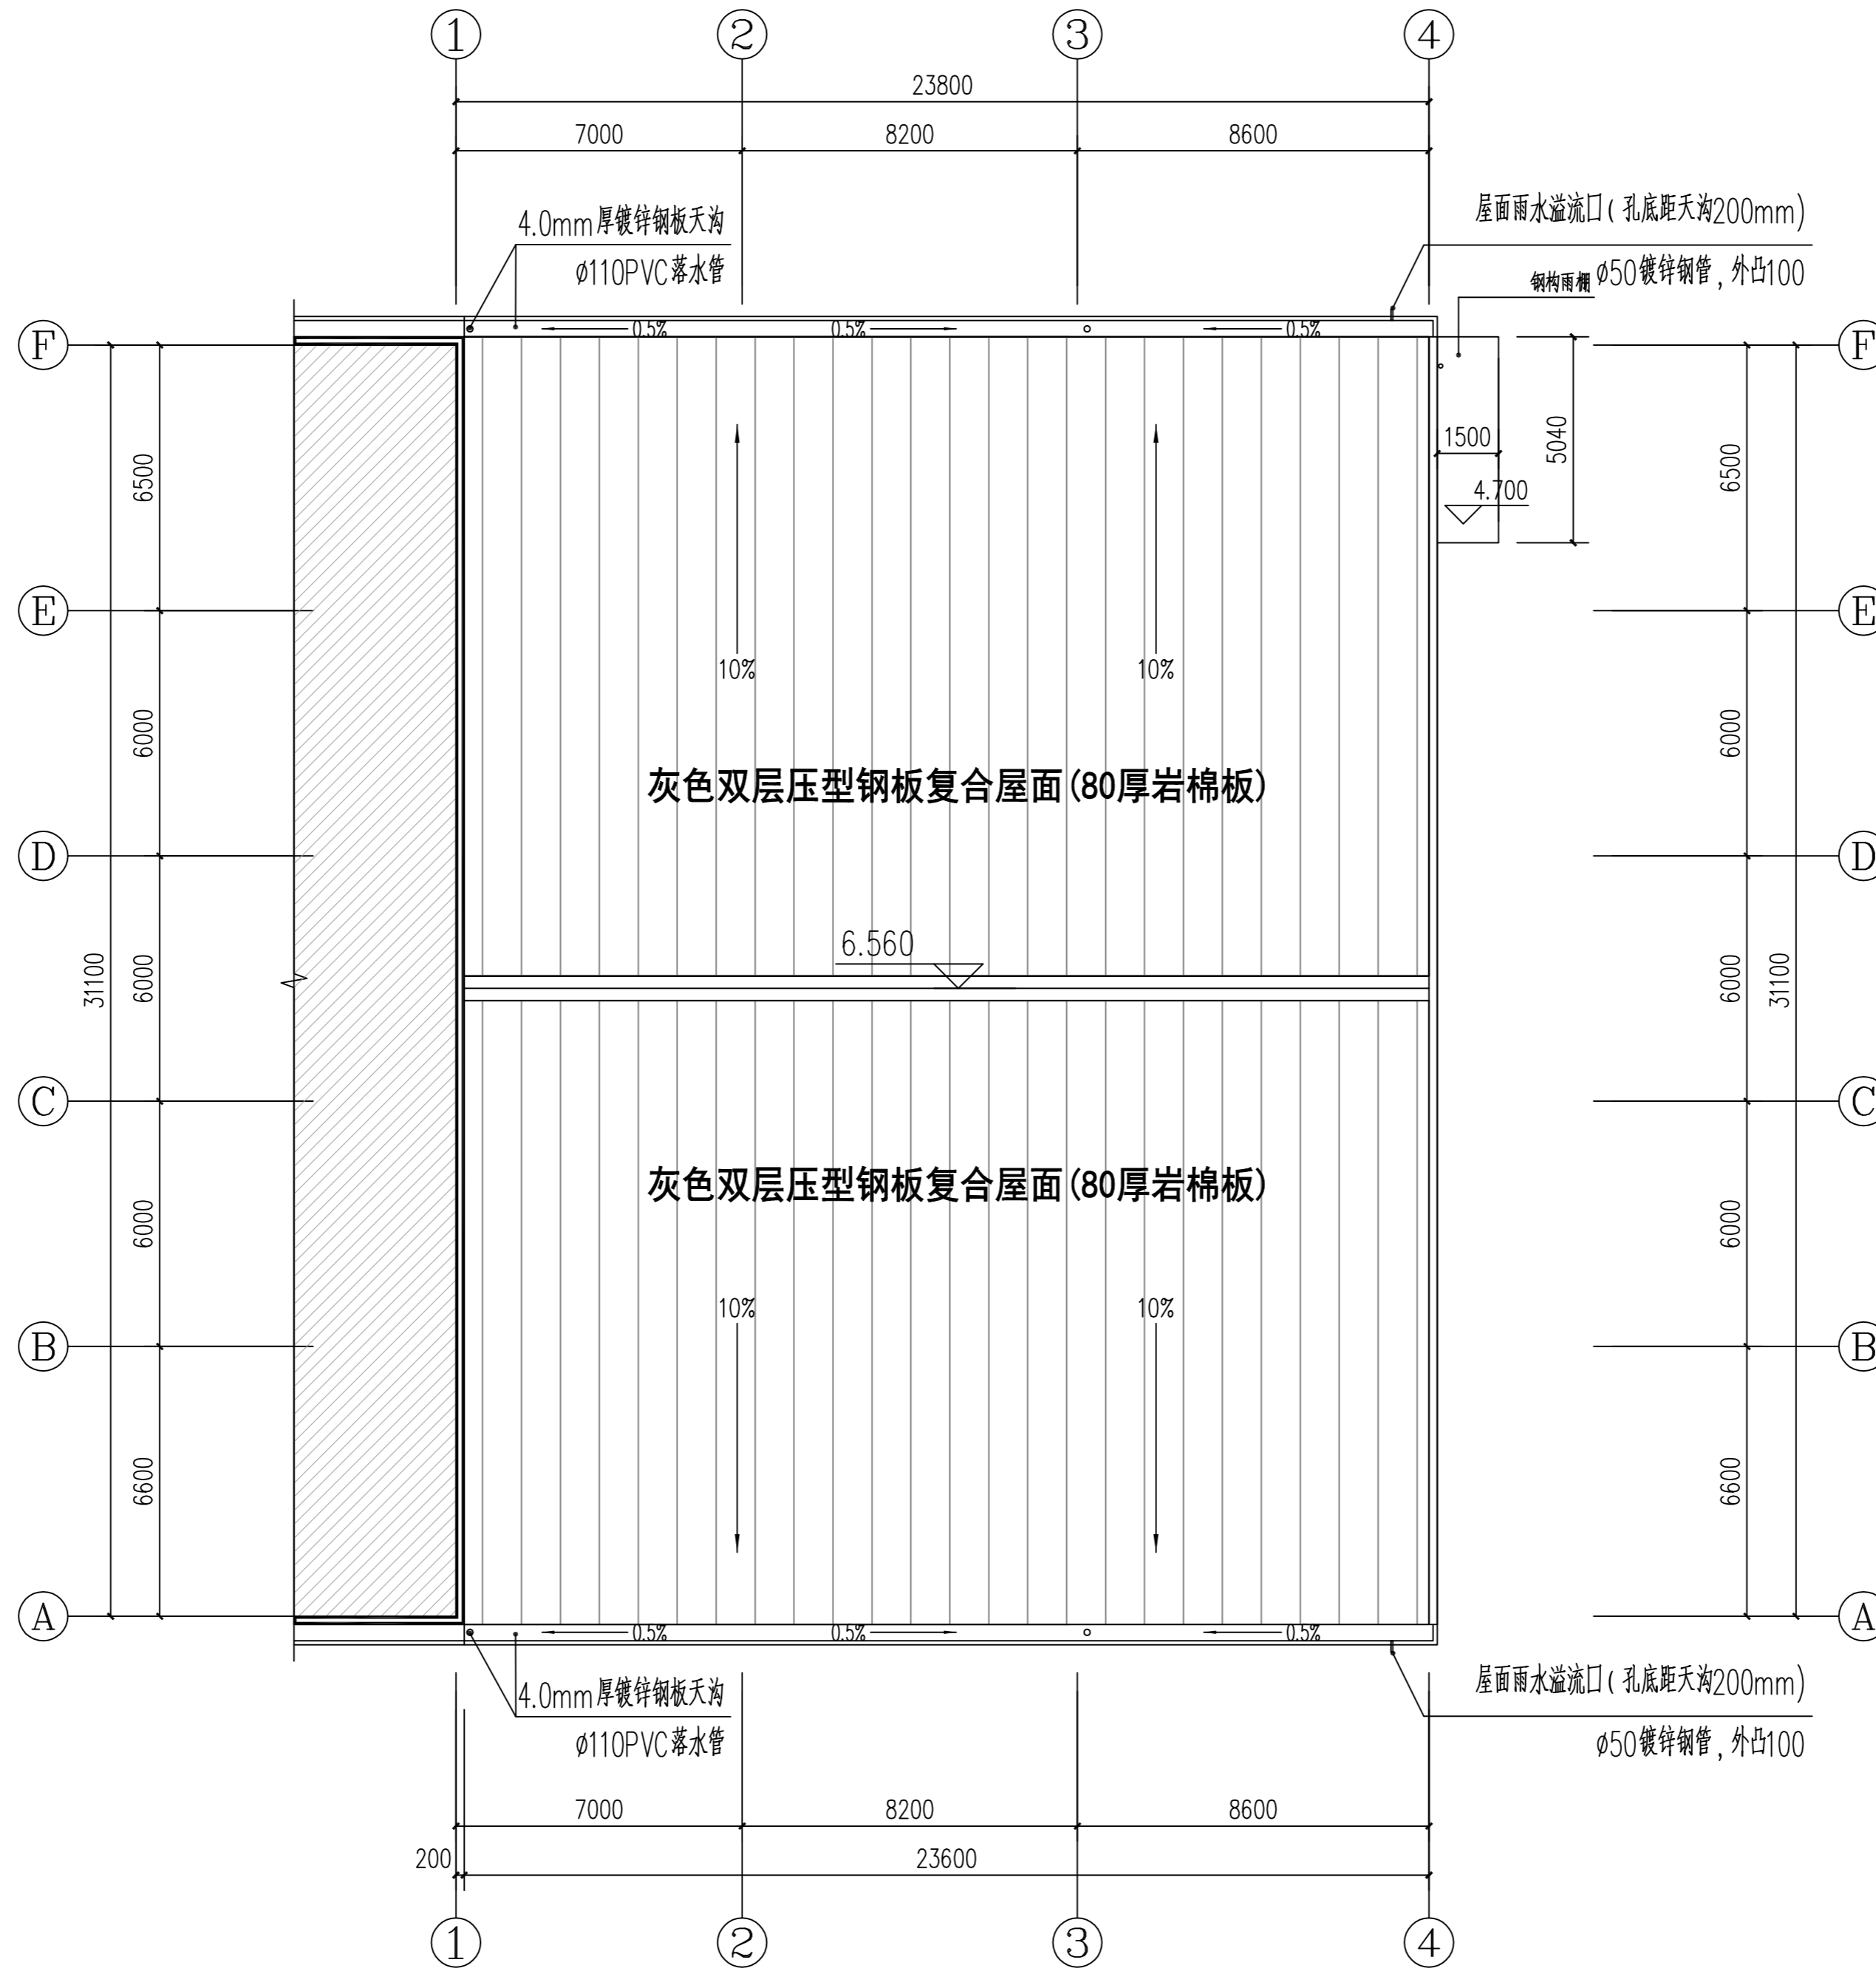 1 2 3 4
23800
7000 8200 8600
4.0mm厚镀锌钢板天沟
ø110PVC落水管
屋面雨水溢流口(孔底距天沟200mm)
ø50镀锌钢管,外凸100
钢构雨棚
F 0.5% 0.5% 0.5% F
6500 1500 5040 6500
4.700
E E
10% 10%
6000 6000
灰色双层压型钢板复合屋面(80厚岩棉板)
D D
6.560
31100 6000 6000 31100
C C
灰色双层压型钢板复合屋面(80厚岩棉板)
6000 6000
10% 10%
B B
6600 6600
A 0.5% 0.5% 0.5% A
4.0mm厚镀锌钢板天沟
ø110PVC落水管
屋面雨水溢流口(孔底距天沟200mm)
ø50镀锌钢管,外凸100
7000 8200 8600
200 23600
1 2 3 4